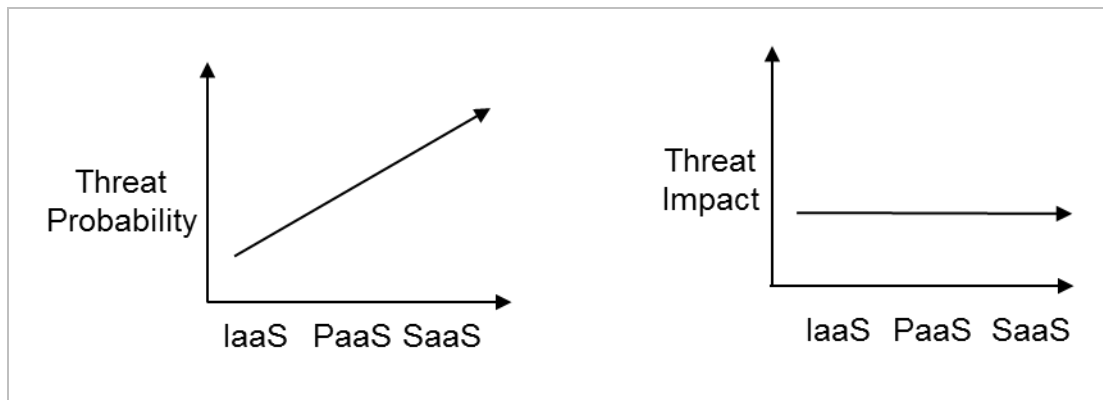 Threat
Probability
IaaS PaaS SaaS
Threat
Impact
IaaS PaaS SaaS